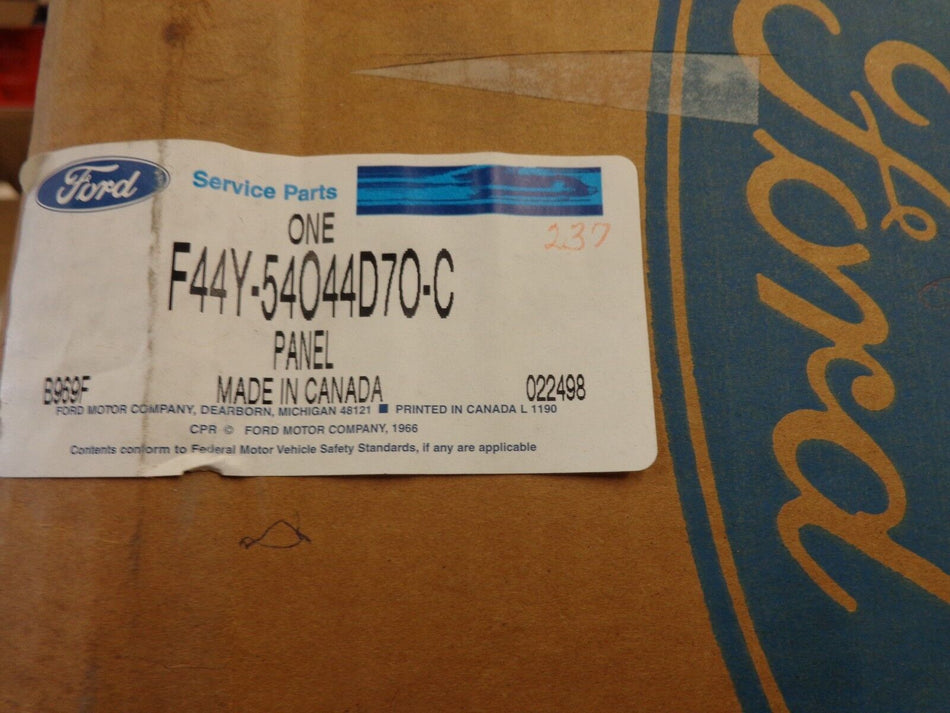 Ford
Service Parts
ONE
237
F44Y-54044D70-C
PANEL
B969F
MADE IN CANADA
022498
FORD MOTOR COMPANY, DEARBORN, MICHIGAN 48121 ■ PRINTED IN CANADA L 1190
CPR © FORD MOTOR COMPANY, 1966
Contents conform to Federal Motor Vehicle Safety Standards, if any are applicable
Ford